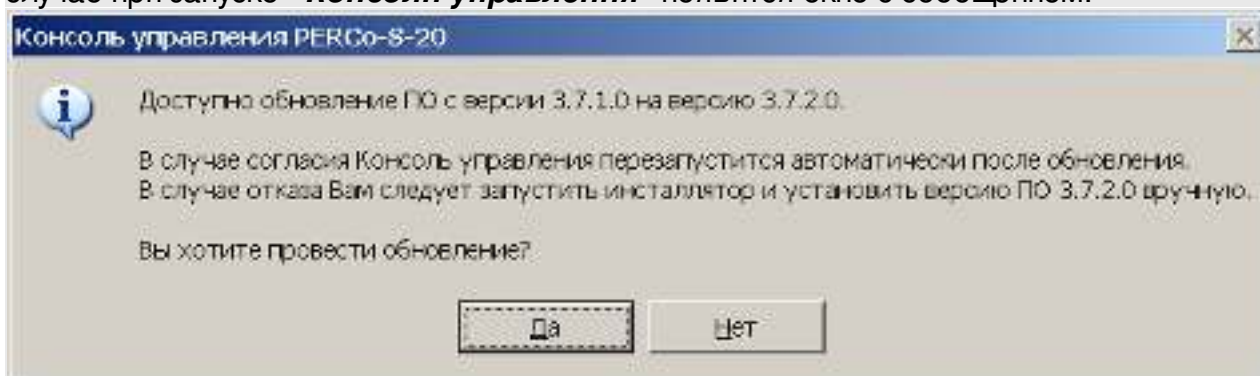 случае при запуске "Консоли управления" появится окно с сообщением:
Консоль управления PERCo-S-20
Доступно обновление ПО с версии 3.7.1.0 на версию 3.7.2.0.
В случае согласия Консоль управления перезапустится автоматически после обновления.
В случае отказа Вам следует запустить инсталлятор и установить версию ПО 3.7.2.0 вручную.
Вы хотите провести обновление?
Да
Нет